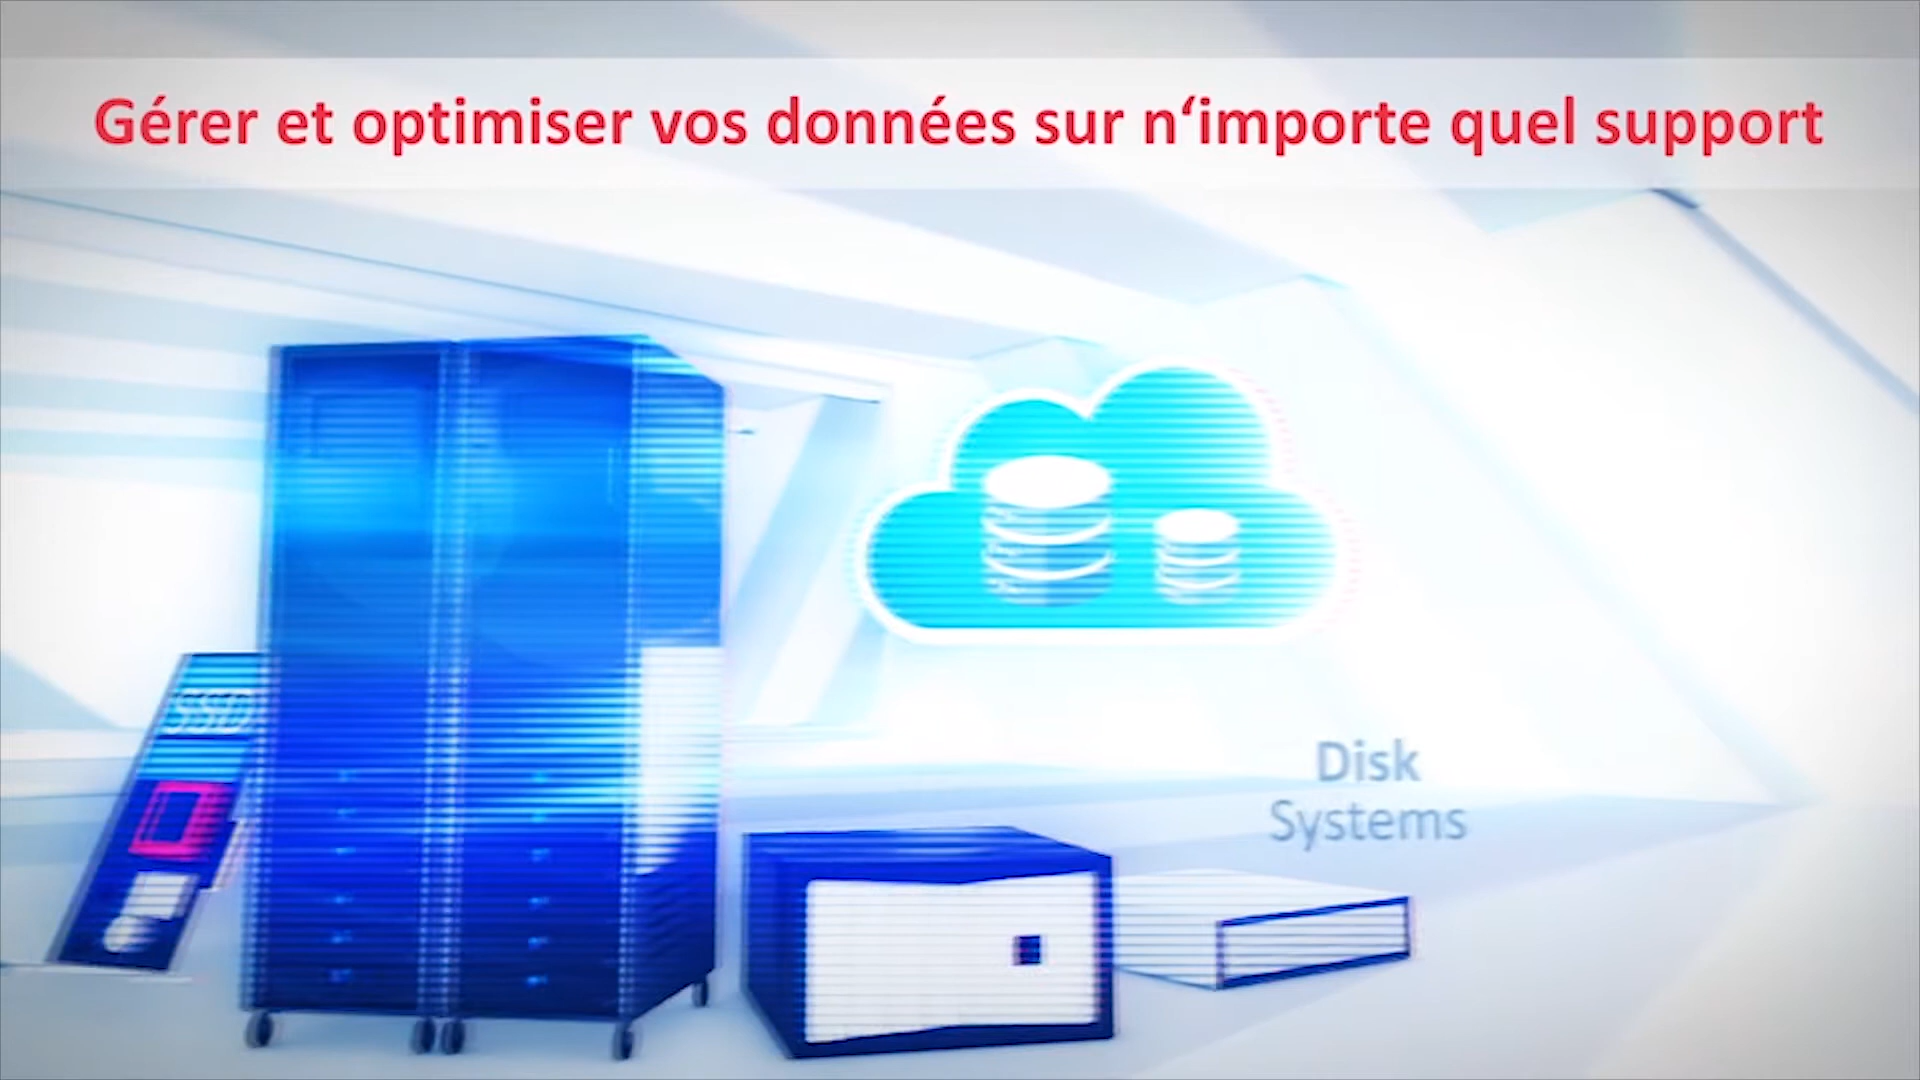 Gérer et optimiser vos données sur n‘importe quel support
SSD
Disk
Systems